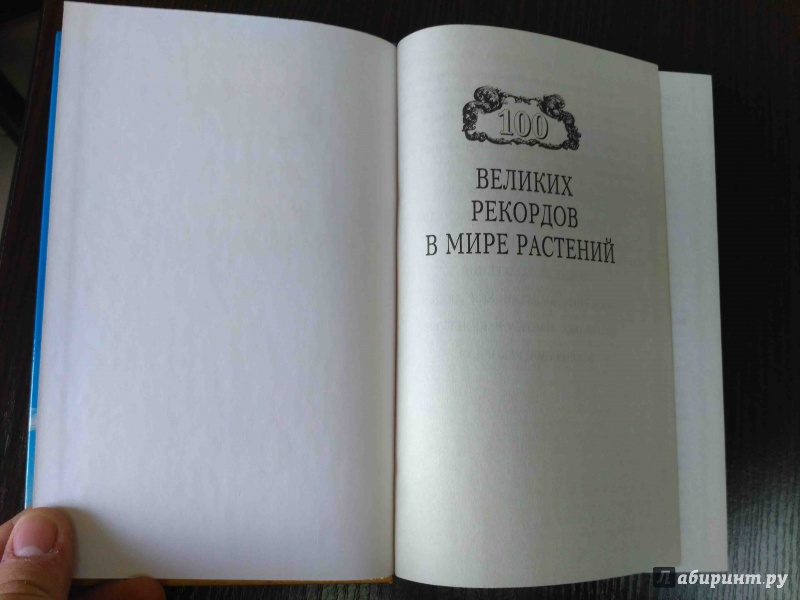 100
ВЕЛИКИХ
РЕКОРДОВ
В МИРЕ РАСТЕНИЙ
Лабиринт.ру